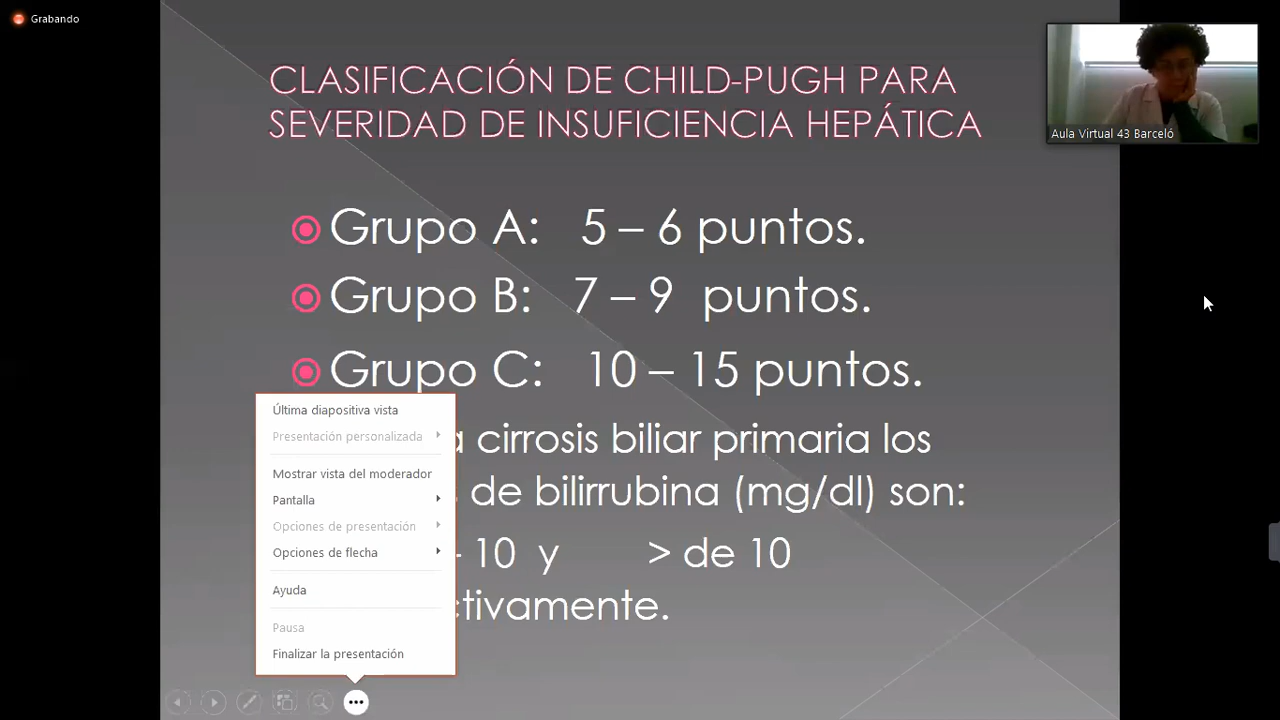 Grabando
CLASIFICACIÓN DE CHILD-PUGH PARA
SEVERIDAD DE INSUFICIENCIA HEPÁTICA
Aula Virtual 43 Barceló
Grupo A: 5 – 6 puntos.
Grupo B: 7 – 9 puntos.
Grupo C: 10 – 15 puntos.
cirrosis biliar primaria los
de bilirrubina (mg/dl) son:
- 10 y > de 10
ctivamente.
Última diapositiva vista
Presentación personalizada
Mostrar vista del moderador
Pantalla
Opciones de presentación
Opciones de flecha
Ayuda
Pausa
Finalizar la presentación